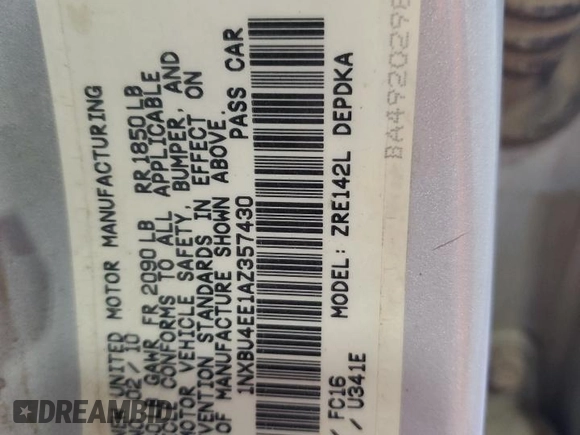 UNITED MOTOR MANUFACTURING
02/10
GAWR FR 2090 LB RR 1850 LB
CONFORMS TO ALL APPLICABLE
MOTOR VEHICLE SAFETY, BUMPER, AND
VENTION STANDARDS IN EFFECT ON
OF MANUFACTURE SHOWN ABOVE.
1NXBU4EE1AZ357430 PASS CAR
MODEL: ZRE142L DEPDKA
/ FC16
/ U341E
BA4920298
DREAMBID